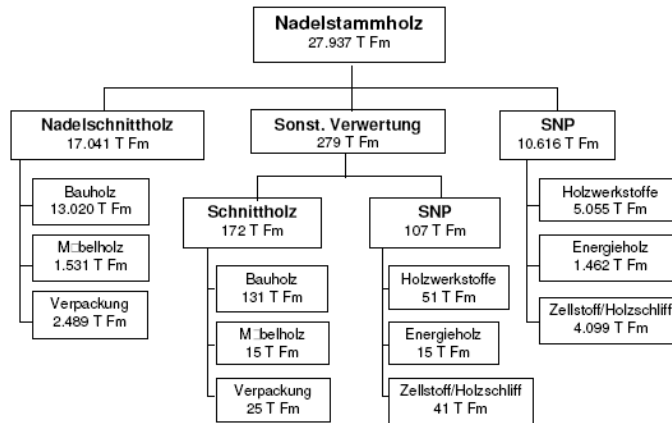 Nadelstammholz
27.937 T Fm
Nadelschnittholz
17.041 T Fm
Bauholz
13.020 T Fm
M□belholz
1.531 T Fm
Verpackung
2.489 T Fm
Sonst. Verwertung
279 T Fm
Schnittholz
172 T Fm
Bauholz
131 T Fm
M□belholz
15 T Fm
Verpackung
25 T Fm
SNP
107 T Fm
Holzwerkstoffe
51 T Fm
Energieholz
15 T Fm
Zellstoff/Holzschliff
41 T Fm
SNP
10.616 T Fm
Holzwerkstoffe
5.055 T Fm
Energieholz
1.462 T Fm
Zellstoff/Holzschliff
4.099 T Fm